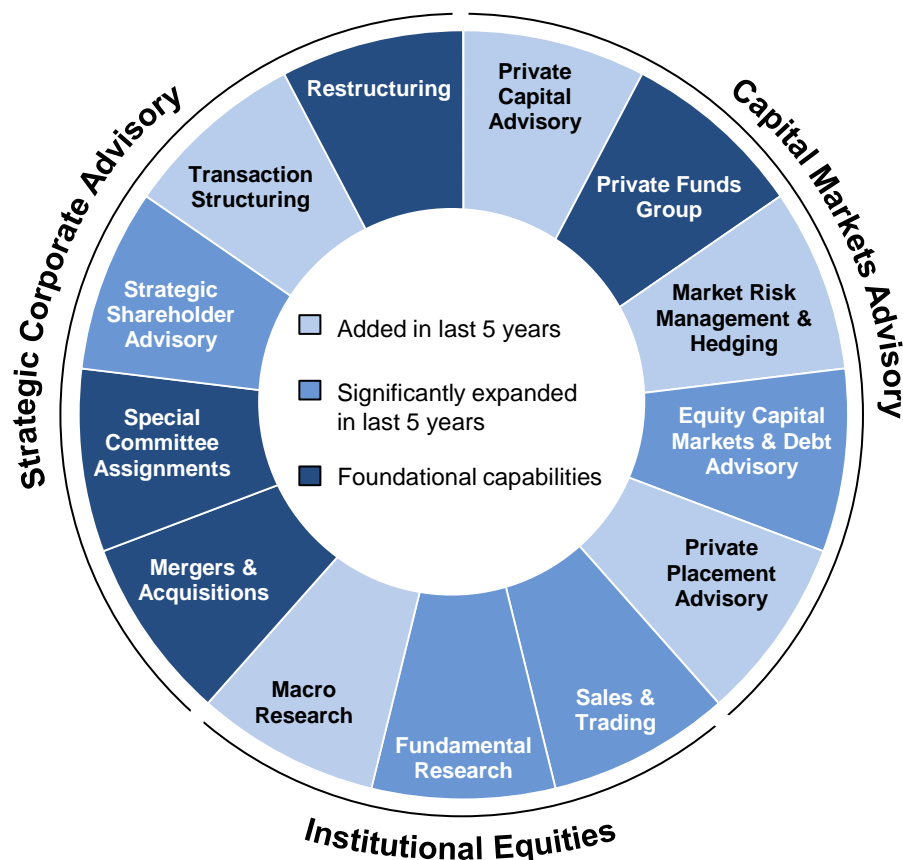 Strategic Corporate Advisory
Capital Markets Advisory
Institutional Equities
Restructuring
Private
Capital
Advisory
Private Funds
Group
Market Risk
Management &
Hedging
Equity Capital
Markets & Debt
Advisory
Private
Placement
Advisory
Sales &
Trading
Fundamental
Research
Macro
Research
Mergers &
Acquisitions
Special
Committee
Assignments
Strategic
Shareholder
Advisory
Transaction
Structuring
Added in last 5 years
Significantly expanded
in last 5 years
Foundational capabilities